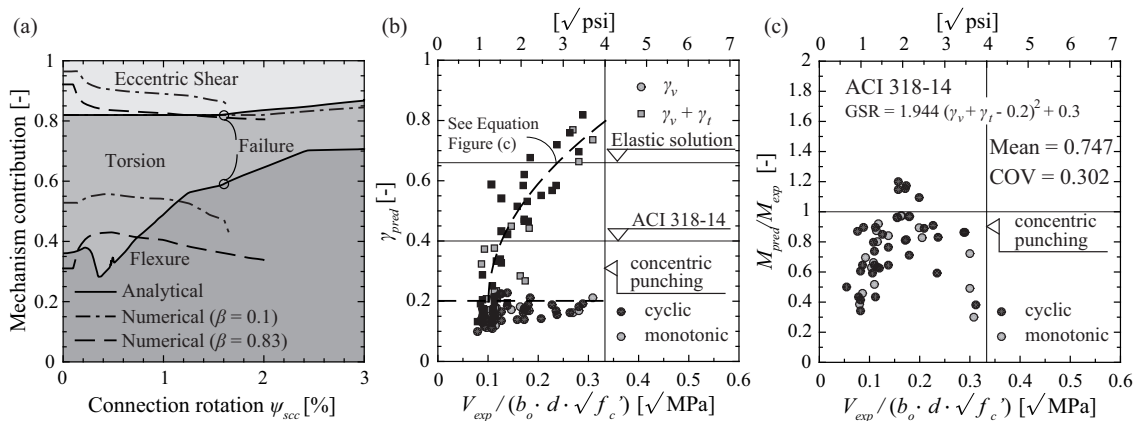 (a)
Mechanism contribution [-]
1
0.8
0.6
0.4
0.2
0
Eccentric Shear
Torsion
Failure
Flexure
Analytical
Numerical (β = 0.1)
Numerical (β = 0.83)
0 1 2 3
Connection rotation ψscc [%]
(b)
[√ psi]
0 1 2 3 4 5 6 7
γpred [-]
1
0.8
0.6
0.4
0.2
0
γv
γv + γt
See Equation
Figure (c)
Elastic solution
ACI 318-14
concentric
punching
cyclic
monotonic
0 0.1 0.2 0.3 0.4 0.5 0.6
Vexp / (bo · d · √ fc') [√ MPa]
(c)
[√ psi]
0 1 2 3 4 5 6 7
Mpred/Mexp [-]
2
1.8
1.6
1.4
1.2
1
0.8
0.6
0.4
0.2
0
ACI 318-14
GSR = 1.944 (γv + γt - 0.2)2 + 0.3
Mean = 0.747
COV = 0.302
concentric
punching
cyclic
monotonic
0 0.1 0.2 0.3 0.4 0.5 0.6
Vexp / (bo · d · √ fc') [√ MPa]